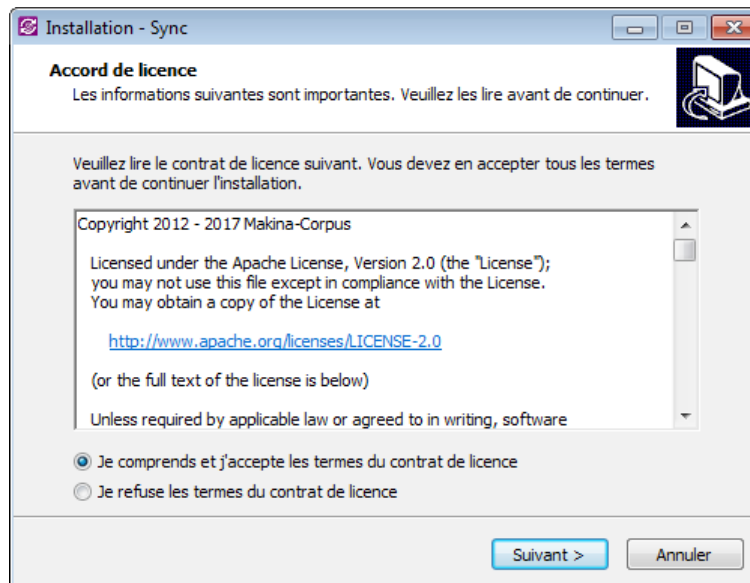 Installation - Sync
Accord de licence
Les informations suivantes sont importantes. Veuillez les lire avant de continuer.
Veuillez lire le contrat de licence suivant. Vous devez en accepter tous les termes
avant de continuer l'installation.
Copyright 2012 - 2017 Makina-Corpus
Licensed under the Apache License, Version 2.0 (the "License");
you may not use this file except in compliance with the License.
You may obtain a copy of the License at
http://www.apache.org/licenses/LICENSE-2.0
(or the full text of the license is below)
Unless required by applicable law or agreed to in writing, software
Je comprends et j'accepte les termes du contrat de licence
Je refuse les termes du contrat de licence
Suivant >
Annuler